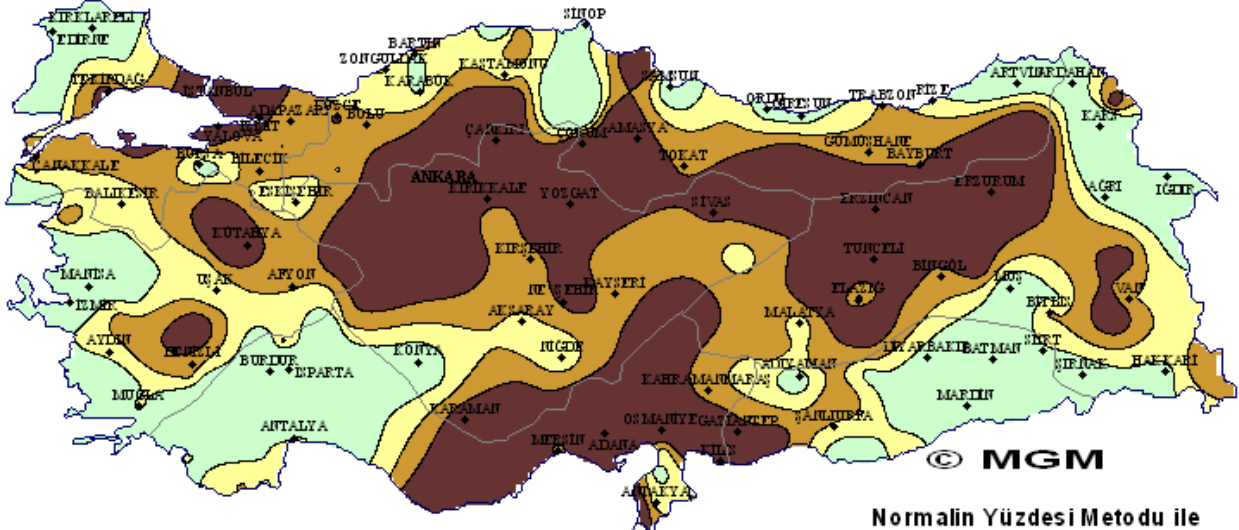 SİNOP
KIRKLARELİ
EDİRNE
BARTIN
ZONGULDAK
KASTAMONU
KARABÜK
TEKİRDAĞ
İSTANBUL
SAMSUN
ARTVİN
ARDAHAN
RİZE
TRABZON
ORDU
GİRESUN
KARS
ADAPAZARI
DÜZCE
BOLU
YALOVA
ÇANKIRI
ÇORUM
AMASYA
TOKAT
GÜMÜŞHANE
BAYBURT
ÇANAKKALE
BURSA
BİLECİK
ESKİŞEHİR
BALIKESİR
ANKARA
KIRIKKALE
YOZGAT
SİVAS
ERZİNCAN
ERZURUM
AĞRI
IĞDIR
KÜTAHYA
KIRŞEHİR
TUNCELİ
BİNGÖL
MUŞ
MANİSA
İZMİR
UŞAK
AFYON
NEVŞEHİR
KAYSERİ
ELAZIĞ
VAN
BİTLİS
AKSARAY
MALATYA
AYDIN
DENİZLİ
BURDUR
ISPARTA
KONYA
NİĞDE
ADIYAMAN
DİYARBAKIR
BATMAN
SİİRT
ŞIRNAK
HAKKARİ
MUĞLA
KAHRAMANMARAŞ
MARDİN
ANTALYA
KARAMAN
MERSİN
ADANA
OSMANİYE
GAZİANTEP
ŞANLIURFA
KİLİS
ANTAKYA
© MGM
Normalin Yüzdesi Metodu ile